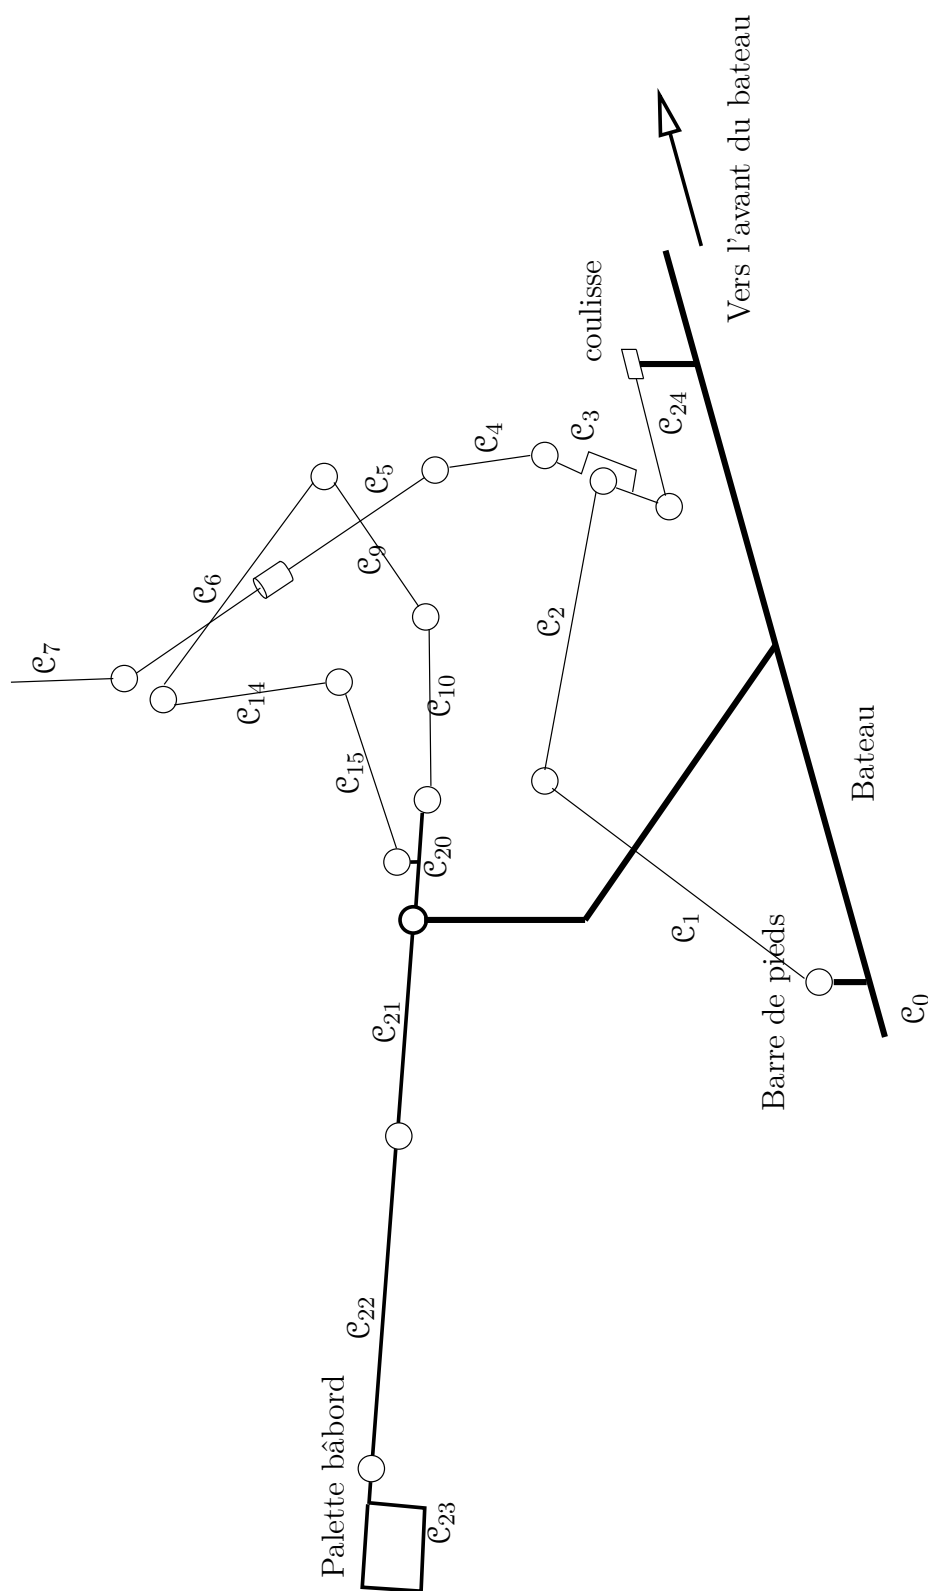 Vers l'avant du bateau
coulisse
C₇
C₆
C₅
C₄
C₃
C₂₄
C₉
C₁₄
C₁₀
C₂
C₁₅
C₂₀
Bateau
C₁
Barre de pieds
C₀
C₂₁
C₂₂
Palette bâbord
C₂₃